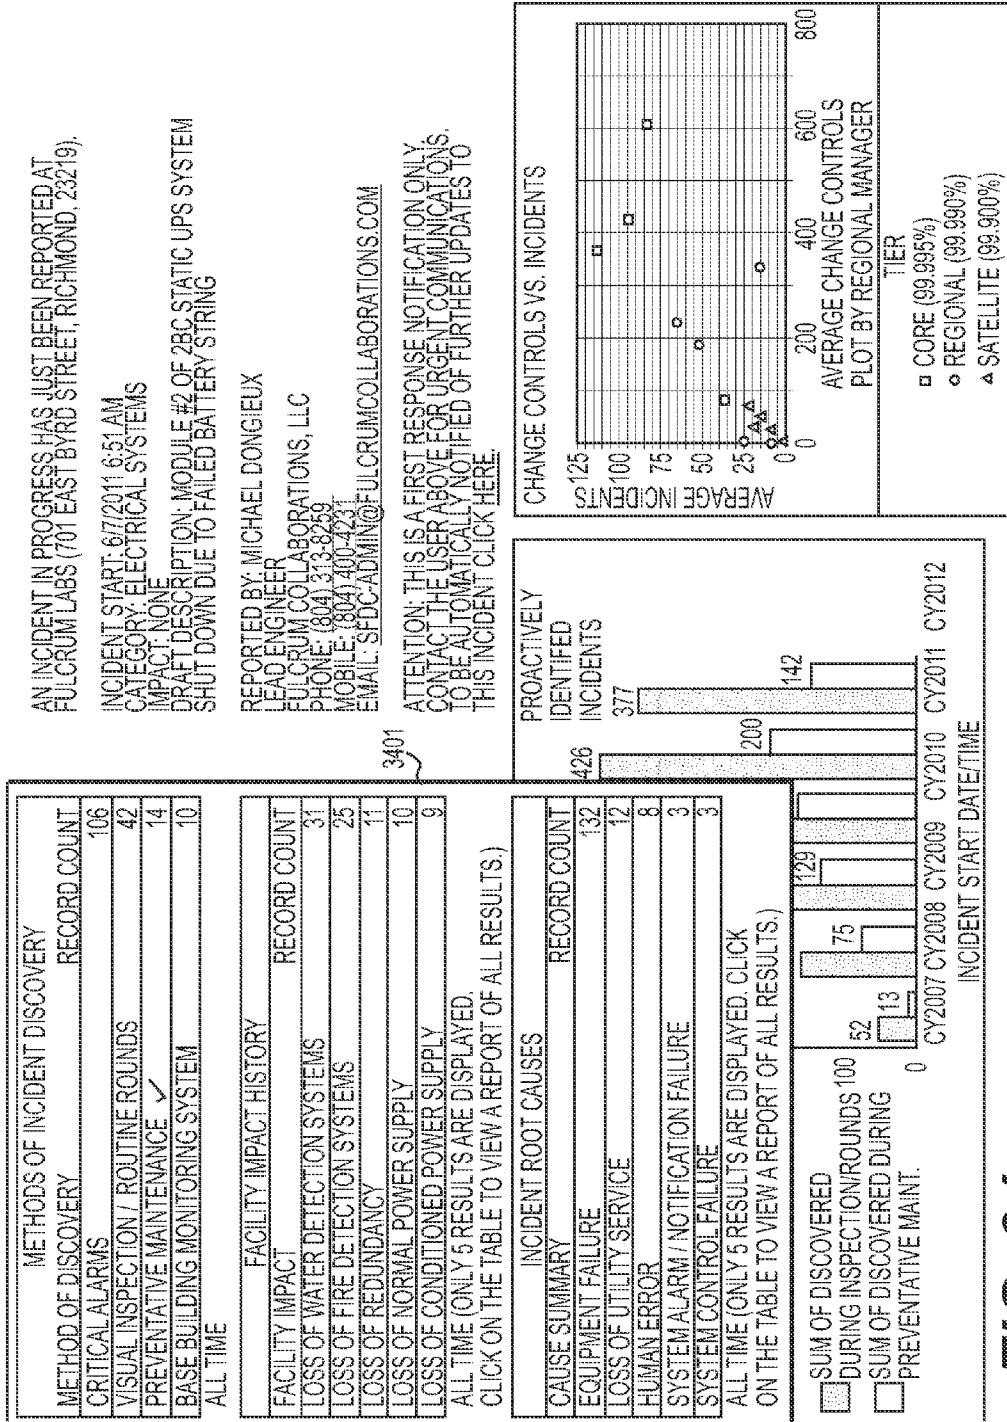 METHODS OF INCIDENT DISCOVERY
METHOD OF DISCOVERY RECORD COUNT
CRITICAL ALARMS 106
VISUAL INSPECTION / ROUTINE ROUNDS 42
PREVENTATIVE MAINTENANCE 14
BASE BUILDING MONITORING SYSTEM 10
ALL TIME
FACILITY IMPACT HISTORY
FACILITY IMPACT RECORD COUNT
LOSS OF WATER DETECTION SYSTEMS 31
LOSS OF FIRE DETECTION SYSTEMS 25
LOSS OF REDUNDANCY 11
LOSS OF NORMAL POWER SUPPLY 10
LOSS OF CONDITIONED POWER SUPPLY 9
ALL TIME (ONLY 5 RESULTS ARE DISPLAYED.
CLICK ON THE TABLE TO VIEW A REPORT OF ALL RESULTS.)
INCIDENT ROOT CAUSES
CAUSE SUMMARY RECORD COUNT
EQUIPMENT FAILURE 132
LOSS OF UTILITY SERVICE 12
HUMAN ERROR 8
SYSTEM ALARM / NOTIFICATION FAILURE 3
SYSTEM CONTROL FAILURE 3
ALL TIME (ONLY 5 RESULTS ARE DISPLAYED. CLICK
ON THE TABLE TO VIEW A REPORT OF ALL RESULTS.)
3401
AN INCIDENT IN PROGRESS HAS JUST BEEN REPORTED AT
FULCRUM LABS (701 EAST BYRD STREET, RICHMOND, 23219).
INCIDENT START: 6/7/2011 6:51 AM
CATEGORY: ELECTRICAL SYSTEMS
IMPACT: NONE
DRAFT DESCRIPTION: MODULE #2 OF 2BC STATIC UPS SYSTEM
SHUT DOWN DUE TO FAILED BATTERY STRING
REPORTED BY: MICHAEL DONGIEUX
LEAD ENGINEER
FULCRUM COLLABORATIONS, LLC
PHONE: (804) 313-8259
MOBILE: (804) 400-4231
EMAIL: SFDC-ADMIN@FULCRUMCOLLABORATIONS.COM
ATTENTION: THIS IS A FIRST RESPONSE NOTIFICATION ONLY.
CONTACT THE USER ABOVE FOR URGENT COMMUNICATIONS.
TO BE AUTOMATICALLY NOTIFIED OF FURTHER UPDATES TO
THIS INCIDENT CLICK HERE.
PROACTIVELY
IDENTIFED
INCIDENTS
52
13
75
129
426
200
377
142
100
0
CY2007 CY2008 CY2009 CY2010 CY2011 CY2012
INCIDENT START DATE/TIME
SUM OF DISCOVERED
DURING INSPECTION/ROUNDS
SUM OF DISCOVERED DURING
PREVENTATIVE MAINT.
CHANGE CONTROLS VS. INCIDENTS
AVERAGE INCIDENTS
125
100
75
50
25
0
0 200 400 600 800
AVERAGE CHANGE CONTROLS
PLOT BY REGIONAL MANAGER
TIER
CORE (99.995%)
REGIONAL (99.990%)
SATELLITE (99.900%)